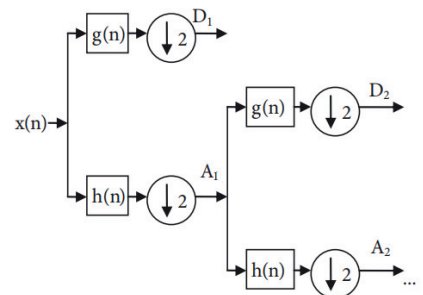 D₁
g(n) 2
D₂
g(n) 2
x(n)
A₁
h(n) 2
A₂
h(n) 2 ...